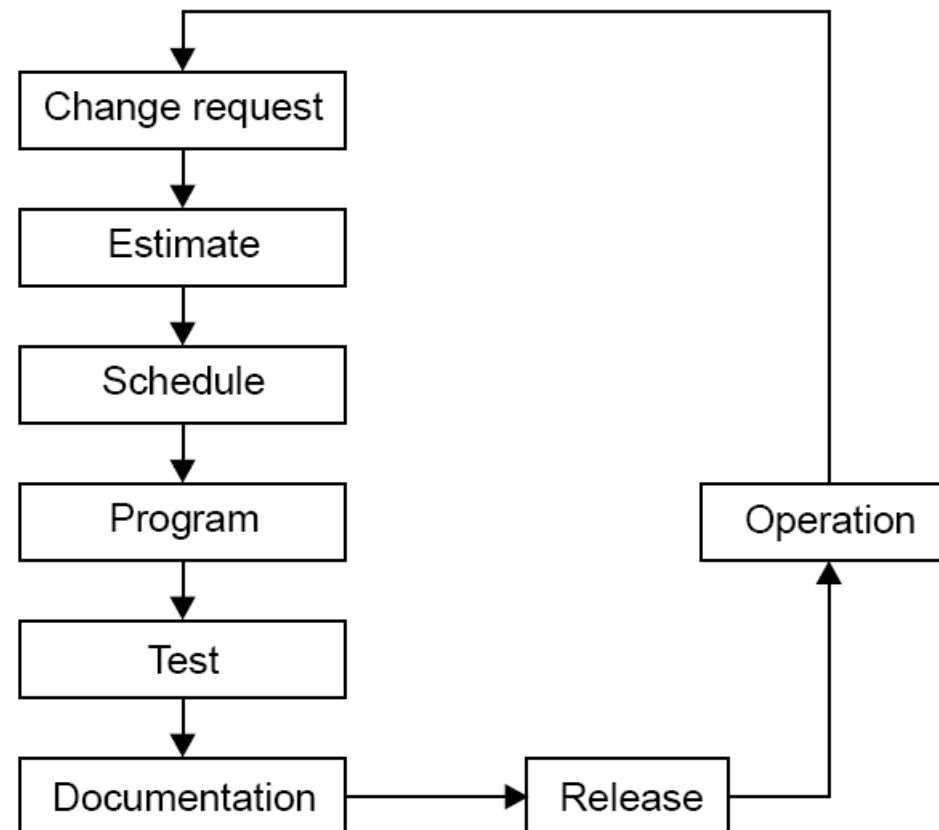 Change request
Estimate
Schedule
Program
Operation
Test
Documentation
Release